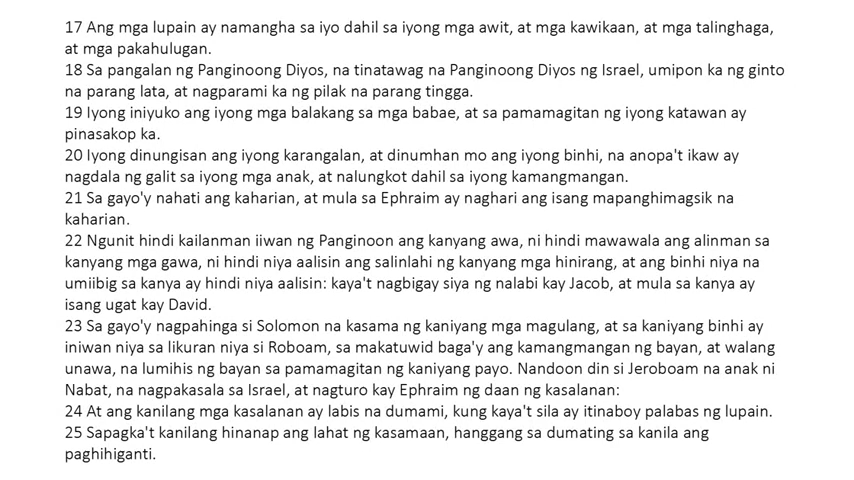 17 Ang mga lupain ay namangha sa iyo dahil sa iyong mga awit, at mga kawikaan, at mga talinghaga,
at mga pakahulugan.
18 Sa pangalan ng Panginoong Diyos, na tinatawag na Panginoong Diyos ng Israel, umipon ka ng ginto
na parang lata, at nagparami ka ng pilak na parang tingga.
19 Iyong iniyuko ang iyong mga balakang sa mga babae, at sa pamamagitan ng iyong katawan ay
pinasakop ka.
20 Iyong dinungisan ang iyong karangalan, at dinumhan mo ang iyong binhi, na anopa't ikaw ay
nagdala ng galit sa iyong mga anak, at nalungkot dahil sa iyong kamangmangan.
21 Sa gayo'y nahati ang kaharian, at mula sa Ephraim ay naghari ang isang mapanghimagsik na
kaharian.
22 Ngunit hindi kailanman iiwan ng Panginoon ang kanyang awa, ni hindi mawawala ang alinman sa
kanyang mga gawa, ni hindi niya aalisin ang salinlahi ng kanyang mga hinirang, at ang binhi niya na
umiibig sa kanya ay hindi niya aalisin: kaya't nagbigay siya ng nalabi kay Jacob, at mula sa kanya ay
isang ugat kay David.
23 Sa gayo'y nagpahinga si Solomon na kasama ng kaniyang mga magulang, at sa kaniyang binhi ay
iniwan niya sa likuran niya si Roboam, sa makatuwid baga'y ang kamangmangan ng bayan, at walang
unawa, na lumihis ng bayan sa pamamagitan ng kaniyang payo. Nandoon din si Jeroboam na anak ni
Nabat, na nagpakasala sa Israel, at nagturo kay Ephraim ng daan ng kasalanan:
24 At ang kanilang mga kasalanan ay labis na dumami, kung kaya't sila ay itinaboy palabas ng lupain.
25 Sapagka't kanilang hinanap ang lahat ng kasamaan, hanggang sa dumating sa kanila ang
paghihiganti.